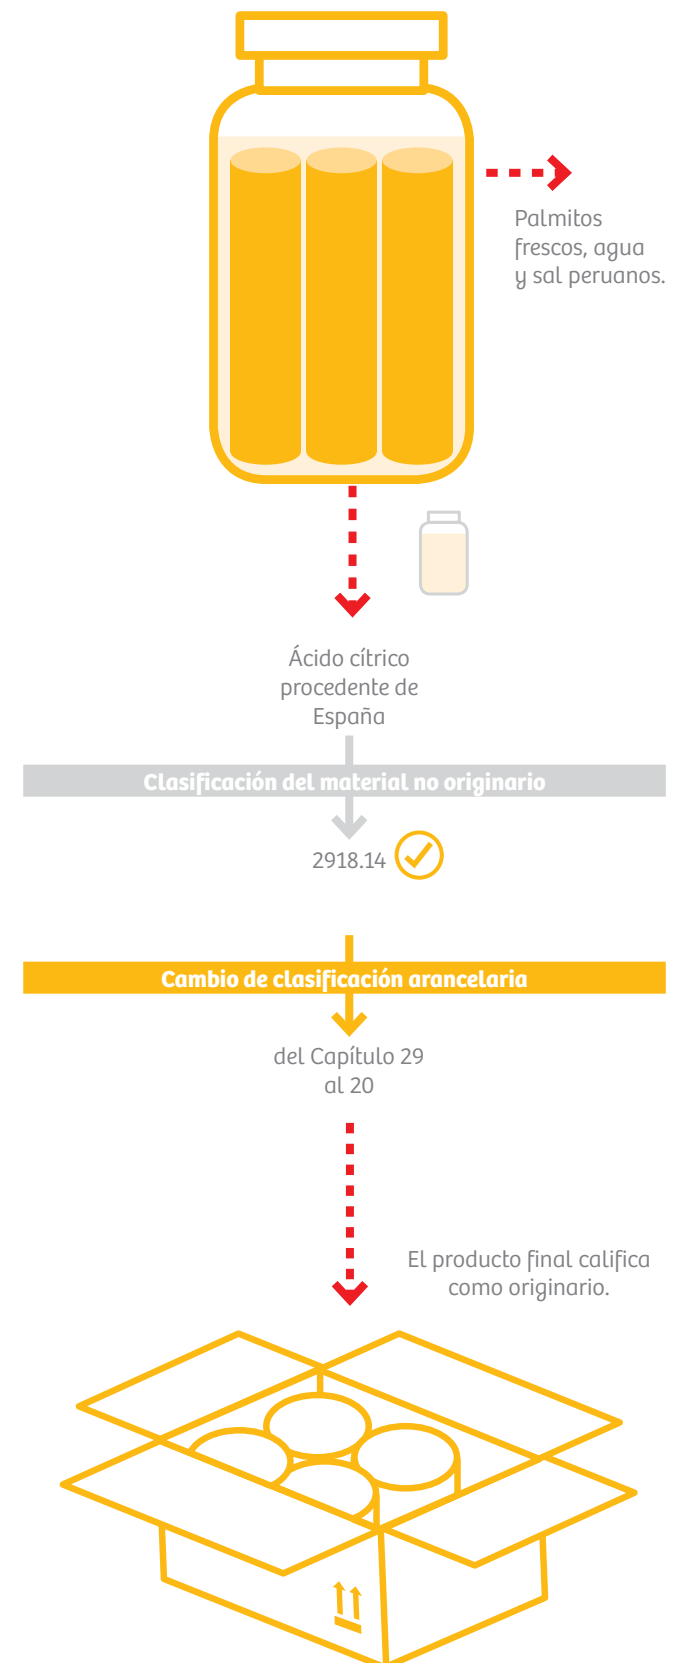 Palmitos
frescos, agua
y sal peruanos.
Ácido cítrico
procedente de
España
Clasificación del material no originario
2918.14
Cambio de clasificación arancelaria
del Capítulo 29
al 20
El producto final califica
como originario.